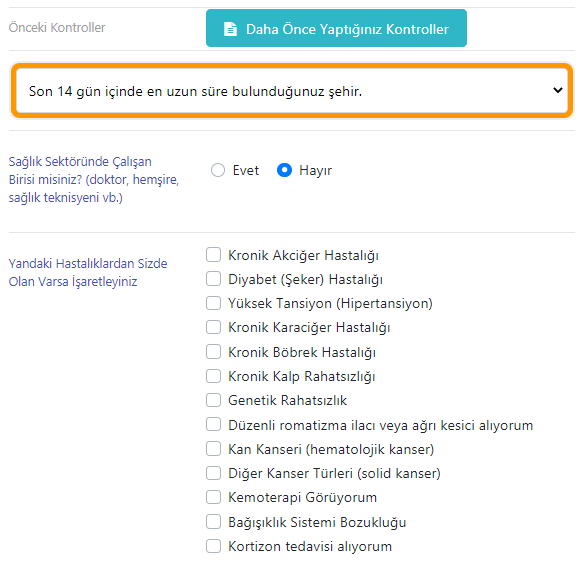 Önceki Kontroller
Daha Önce Yaptığınız Kontroller
Son 14 gün içinde en uzun süre bulunduğunuz şehir.
Sağlık Sektöründe Çalışan
Birisi misiniz? (doktor, hemşire,
sağlık teknisyeni vb.)
Evet
Hayır
Yandaki Hastalıklardan Sizde
Olan Varsa İşaretleyiniz
Kronik Akciğer Hastalığı
Diyabet (Şeker) Hastalığı
Yüksek Tansiyon (Hipertansiyon)
Kronik Karaciğer Hastalığı
Kronik Böbrek Hastalığı
Kronik Kalp Rahatsızlığı
Genetik Rahatsızlık
Düzenli romatizma ilacı veya ağrı kesici alıyorum
Kan Kanseri (hematolojik kanser)
Diğer Kanser Türleri (solid kanser)
Kemoterapi Görüyorum
Bağışıklık Sistemi Bozukluğu
Kortizon tedavisi alıyorum